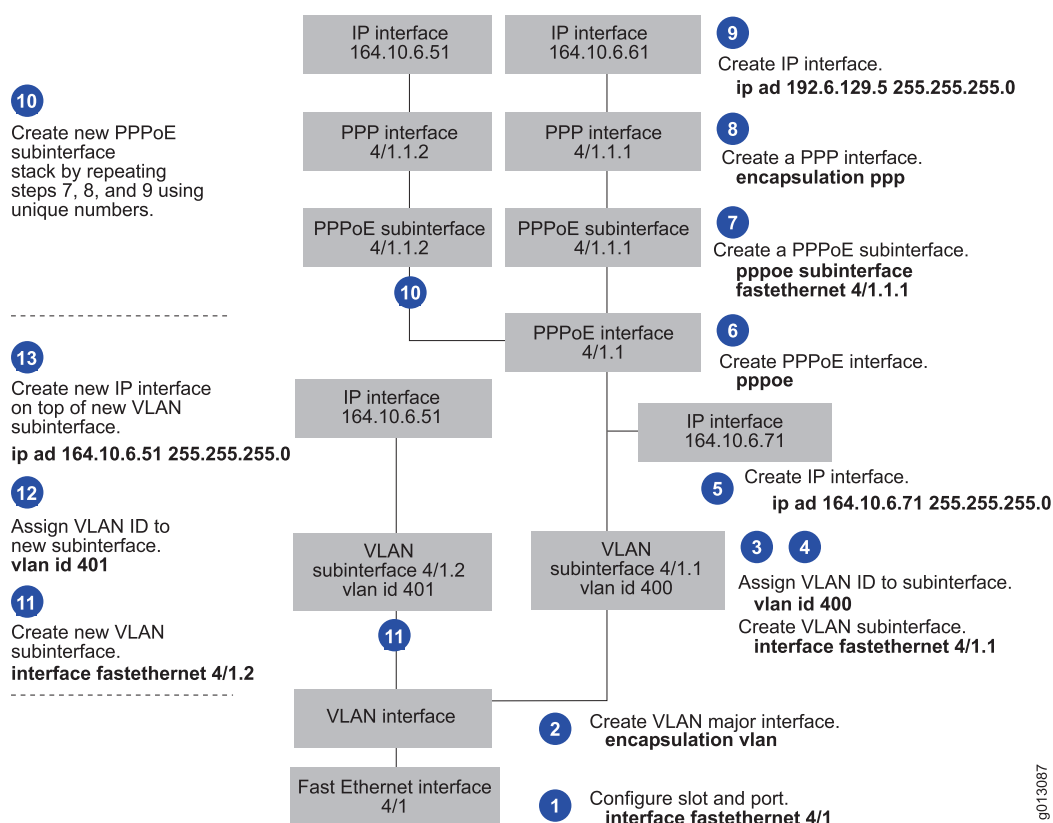 IP interface
164.10.6.51
IP interface
164.10.6.61
9
Create IP interface.
ip ad 192.6.129.5 255.255.255.0
10
Create new PPPoE
subinterface
stack by repeating
steps 7, 8, and 9 using
unique numbers.
PPP interface
4/1.1.2
PPP interface
4/1.1.1
8
Create a PPP interface.
encapsulation ppp
PPPoE subinterface
4/1.1.2
PPPoE subinterface
4/1.1.1
7
Create a PPPoE subinterface.
pppoe subinterface
fastethernet 4/1.1.1
10
PPPoE interface
4/1.1
6
Create PPPoE interface.
pppoe
13
Create new IP interface
on top of new VLAN
subinterface.
ip ad 164.10.6.51 255.255.255.0
IP interface
164.10.6.51
IP interface
164.10.6.71
5
Create IP interface.
ip ad 164.10.6.71 255.255.255.0
12
Assign VLAN ID to
new subinterface.
vlan id 401
VLAN
subinterface 4/1.2
vlan id 401
VLAN
subinterface 4/1.1
vlan id 400
3
4
Assign VLAN ID to subinterface.
vlan id 400
Create VLAN subinterface.
interface fastethernet 4/1.1
11
Create new VLAN
subinterface.
interface fastethernet 4/1.2
11
VLAN interface
2
Create VLAN major interface.
encapsulation vlan
Fast Ethernet interface
4/1
1
Configure slot and port.
interface fastethernet 4/1
g013087